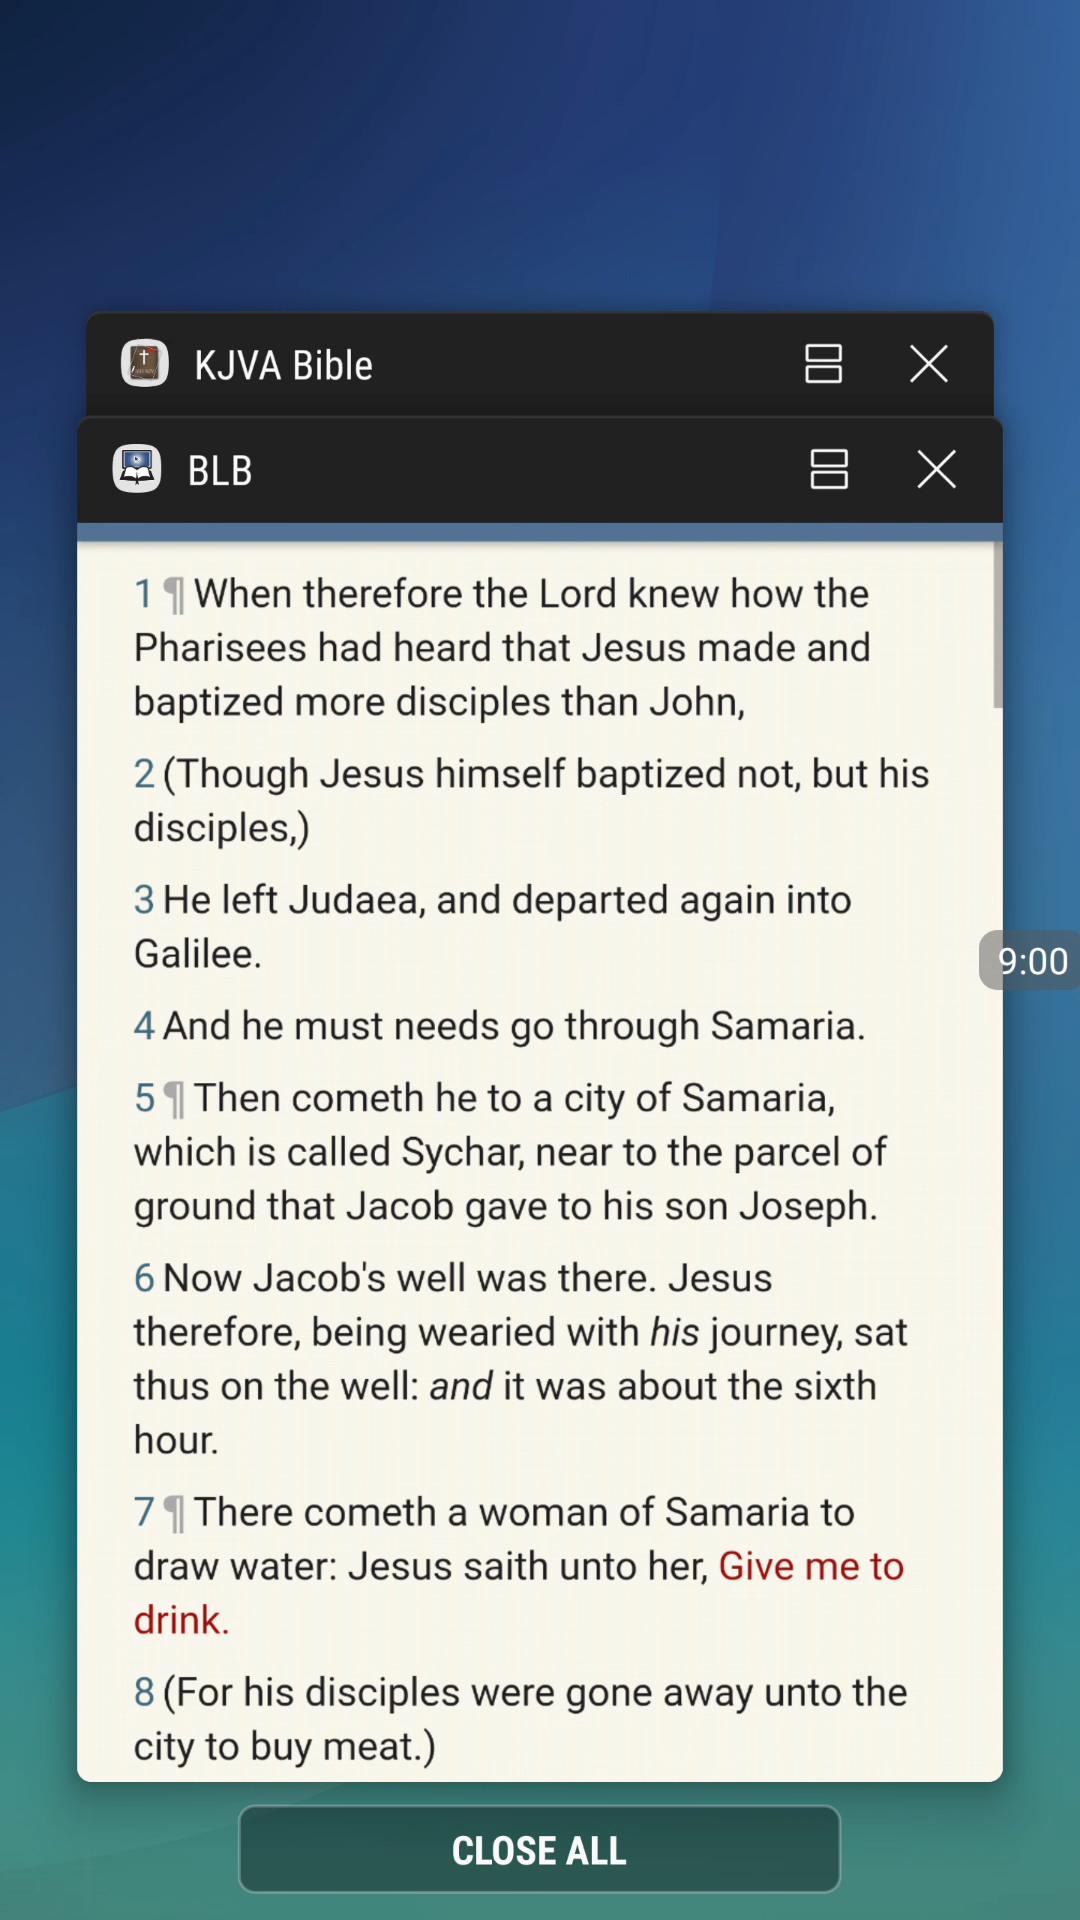 KJVA Bible
BLB
1 ¶ When therefore the Lord knew how the
Pharisees had heard that Jesus made and
baptized more disciples than John,
2 (Though Jesus himself baptized not, but his
disciples,)
3 He left Judaea, and departed again into
Galilee.
9:00
4 And he must needs go through Samaria.
5 ¶ Then cometh he to a city of Samaria,
which is called Sychar, near to the parcel of
ground that Jacob gave to his son Joseph.
6 Now Jacob's well was there. Jesus
therefore, being wearied with his journey, sat
thus on the well: and it was about the sixth
hour.
7 ¶ There cometh a woman of Samaria to
draw water: Jesus saith unto her, Give me to
drink.
8 (For his disciples were gone away unto the
city to buy meat.)
CLOSE ALL